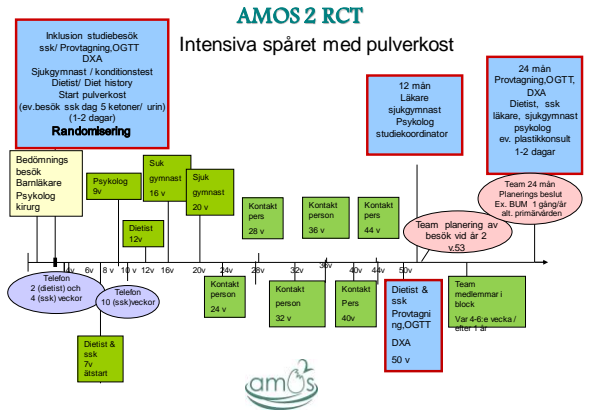 AMOS 2 RCT
Intensiva spåret med pulverkost
Inklusion studiebesök
ssk/ Provtagning,OGTT
DXA
Sjukgymnast / konditionstest
Dietist/ Diet history
Start pulverkost
(ev.besök ssk dag 5 ketoner/ urin)
(1-2 dagar)
Randomisering
12 mån
Läkare
sjukgymnast
Psykolog
studiekoordinator
24 mån
Provtagning,OGTT,
DXA
Dietist, ssk
läkare, sjukgymnast
psykolog
ev. plastikkonsult
1-2 dagar
Bedömnings
besök
Barnläkare
Psykolog
kirurg
Psykolog
9v
Suk
gymnast
16 v
Sjuk
gymnast
20 v
Dietist
12v
Kontakt
pers
28 v
Kontakt
person
36 v
Kontakt
pers
44 v
Team planering av
besök vid år 2
v.53
Team 24 mån
Planerings beslut
Ex. BUM 1 gång/år
alt. primärvården
4v
6v
8 v
10 v
12v
16v
20v
24v
28v
32v
36v
40v
44v
50v
Telefon
2 (dietist) och
4 (ssk)veckor
Telefon
10 (ssk)veckor
Dietist &
ssk
7v
ätstart
Kontakt
person
24 v
Kontakt
person
32 v
Kontakt
Pers
40v
Dietist &
ssk
Provtagni
ng,OGTT
DXA
50 v
Team
medlemmar i
block
Var 4-6:e vecka /
efter 1 år
amos2